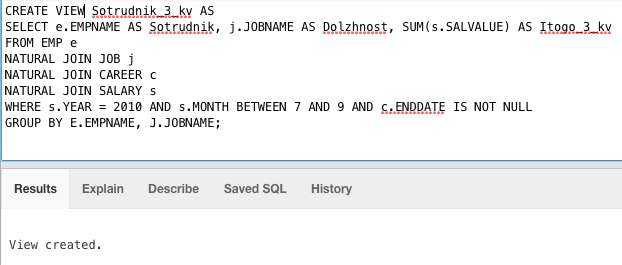 CREATE VIEW Sotrudnik_3_kv AS
SELECT e.EMPNAME AS Sotrudnik, j.JOBNAME AS Dolzhnost, SUM(s.SALVALUE) AS Itogo_3_kv
FROM EMP e
NATURAL JOIN JOB j
NATURAL JOIN CAREER c
NATURAL JOIN SALARY s
WHERE s.YEAR = 2010 AND s.MONTH BETWEEN 7 AND 9 AND c.ENDDATE IS NOT NULL
GROUP BY E.EMPNAME, J.JOBNAME;
Results Explain Describe Saved SQL History
View created.